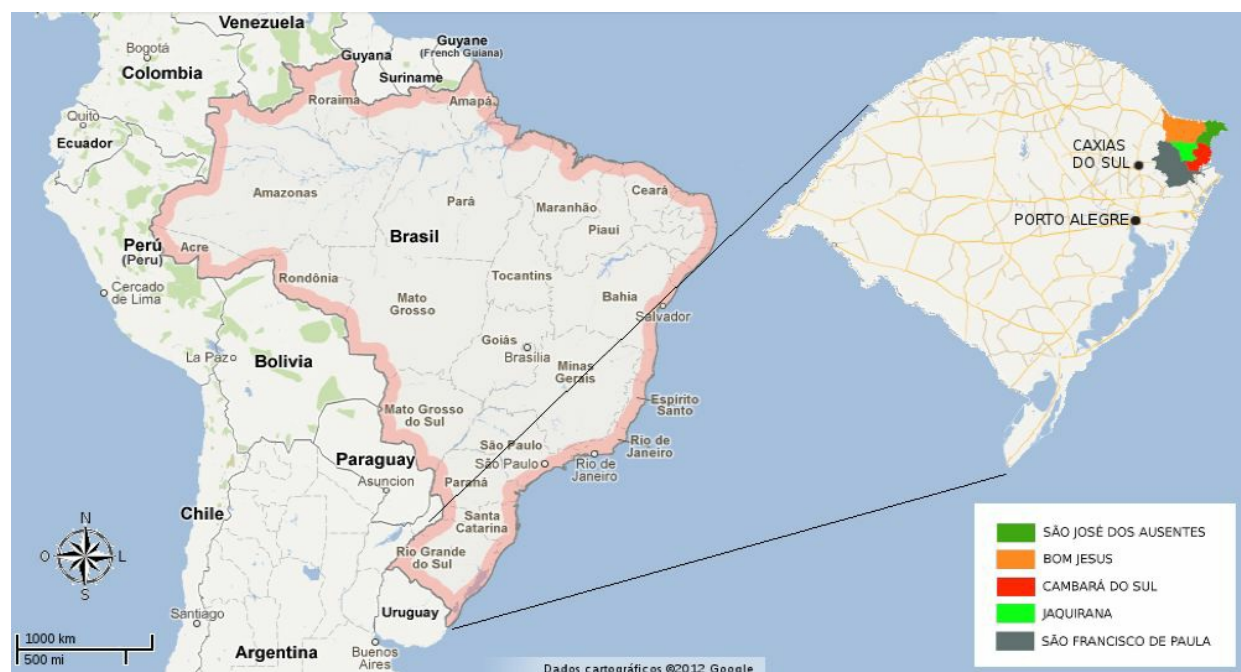 Venezuela
Bogotá
Colombia
Guyana
Guyane
(French Guiana)
Suriname
Roraima
Amapá
Quito
Ecuador
Amazonas
Pará
Maranhão
Ceará
Piauí
Brasil
Acre
Perú
(Peru)
Rondônia
Tocantins
Cercado
de Lima
Mato
Grosso
Bahia
Salvador
Goiás
Brasília
La Paz
Bolivia
Minas
Gerais
Mato Grosso
do Sul
Espírito
Santo
São Paulo
São Paulo
Rio de
Janeiro
Rio de
Janeiro
Paraguay
Asuncion
Paraná
Chile
Santa
Catarina
Rio Grande
do Sul
Uruguay
Santiago
Buenos
Aires
Argentina
N
O
L
S
1000 km
500 mi
Dados cartográficos ©2012 Google
CAXIAS
DO SUL
PORTO ALEGRE
SÃO JOSÉ DOS AUSENTES
BOM JESUS
CAMBARÁ DO SUL
JAQUIRANA
SÃO FRANCISCO DE PAULA